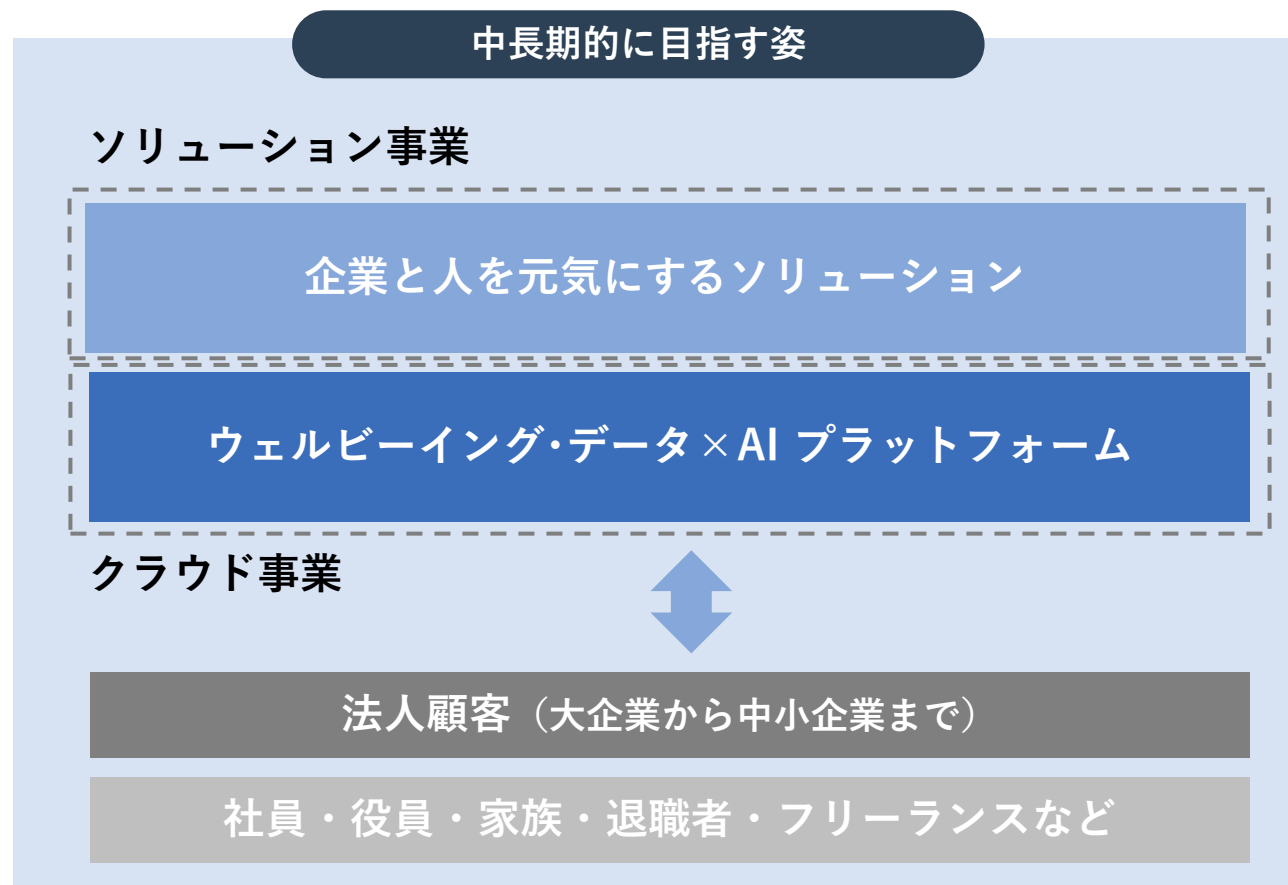 中長期的に目指す姿
ソリューション事業
企業と人を元気にするソリューション
ウェルビーイング・データ×AI プラットフォーム
クラウド事業
法人顧客（大企業から中小企業まで）
社員・役員・家族・退職者・フリーランスなど